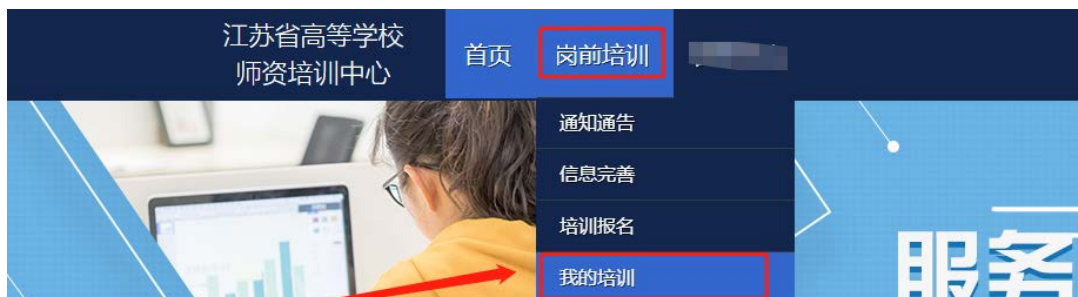 江苏省高等学校
师资培训中心
首页
岗前培训
通知通告
信息完善
培训报名
我的培训
服务